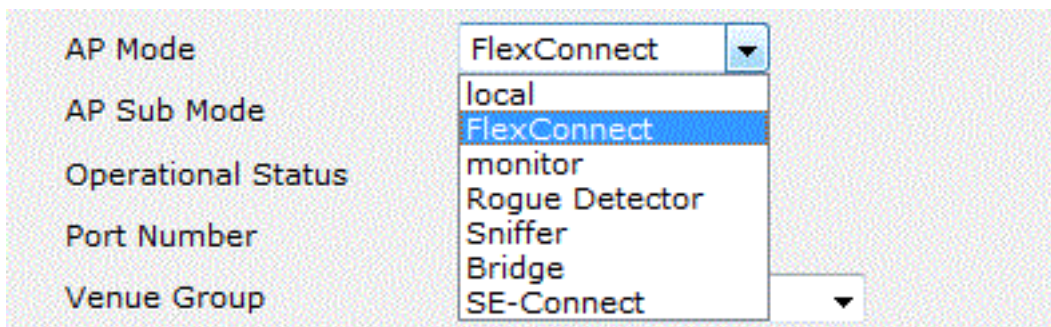 AP Mode FlexConnect
local
AP Sub Mode
FlexConnect
monitor
Operational Status
Rogue Detector
Port Number
Sniffer
Bridge
Venue Group
SE-Connect